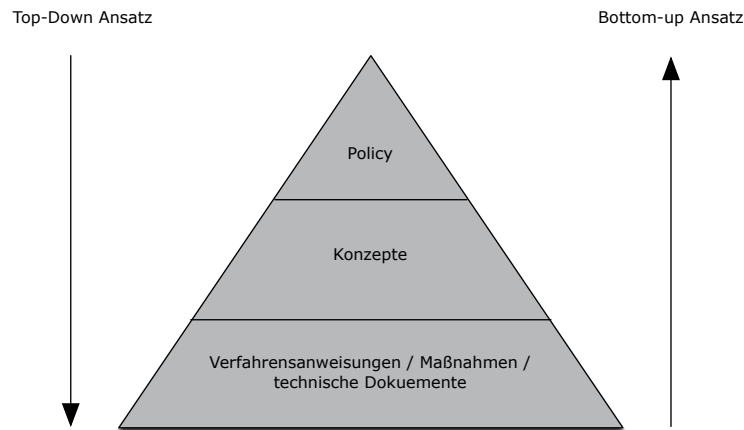 Top-Down Ansatz
Bottom-up Ansatz
Policy
Konzepte
Verfahrensanweisungen / Maßnahmen /
technische Dokuemente